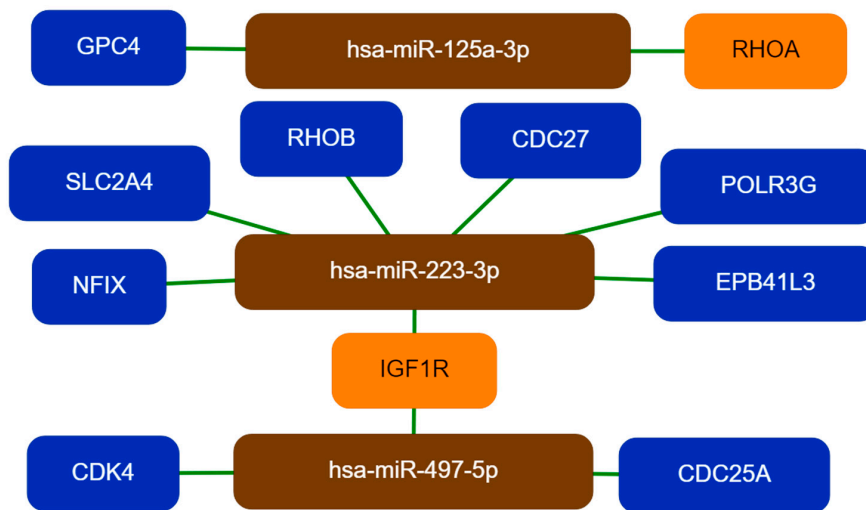 GPC4
hsa-miR-125a-3p
RHOA
RHOB
CDC27
SLC2A4
POLR3G
hsa-miR-223-3p
NFIX
EPB41L3
IGF1R
CDK4
hsa-miR-497-5p
CDC25A